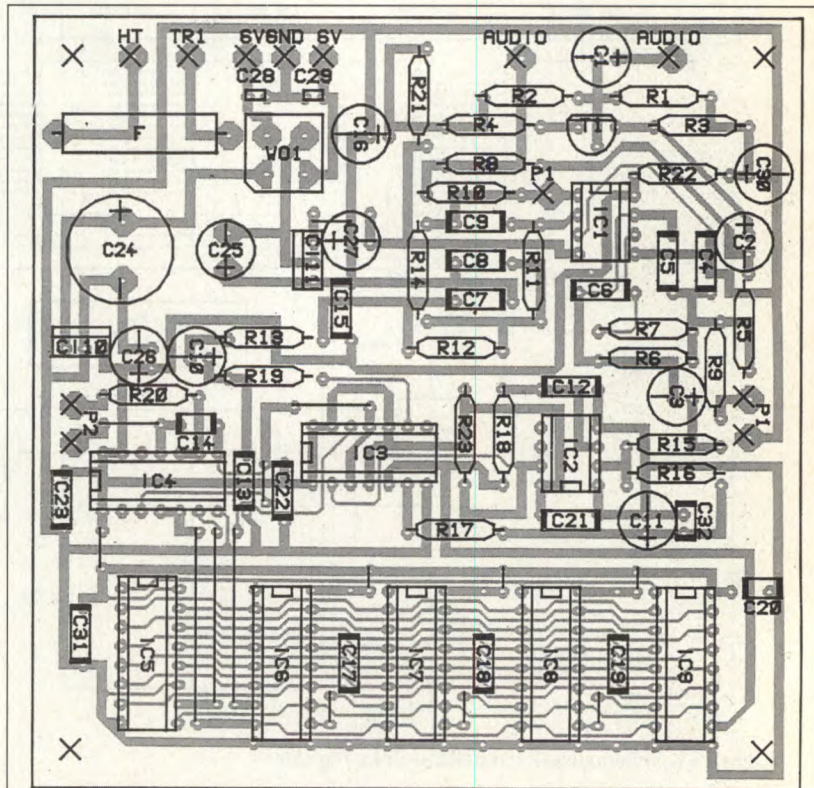 HT TR1 6V GND 6V AUDIO AUDIO
C28 C29 C1
R21 R2 R1
F W01 C16 R4 T1 R3
R8 R22 C30
R10 P1 IC1
C24 C25 C27 C9 C2
CI11 R14 C8 R11 C5 C4
C15 C7 C6
R5
CI10 C26 C10 R18 R12 R7
R19 R6 R9
R20 C12 C3
P2 C14 R23 R18 P1
IC3 IC2 R15
IC4 C13 C22 R16
C23 R17 C21 C11 C32
C20
C31 IC5 IC6 C17 IC7 C18 IC8 C19 IC9